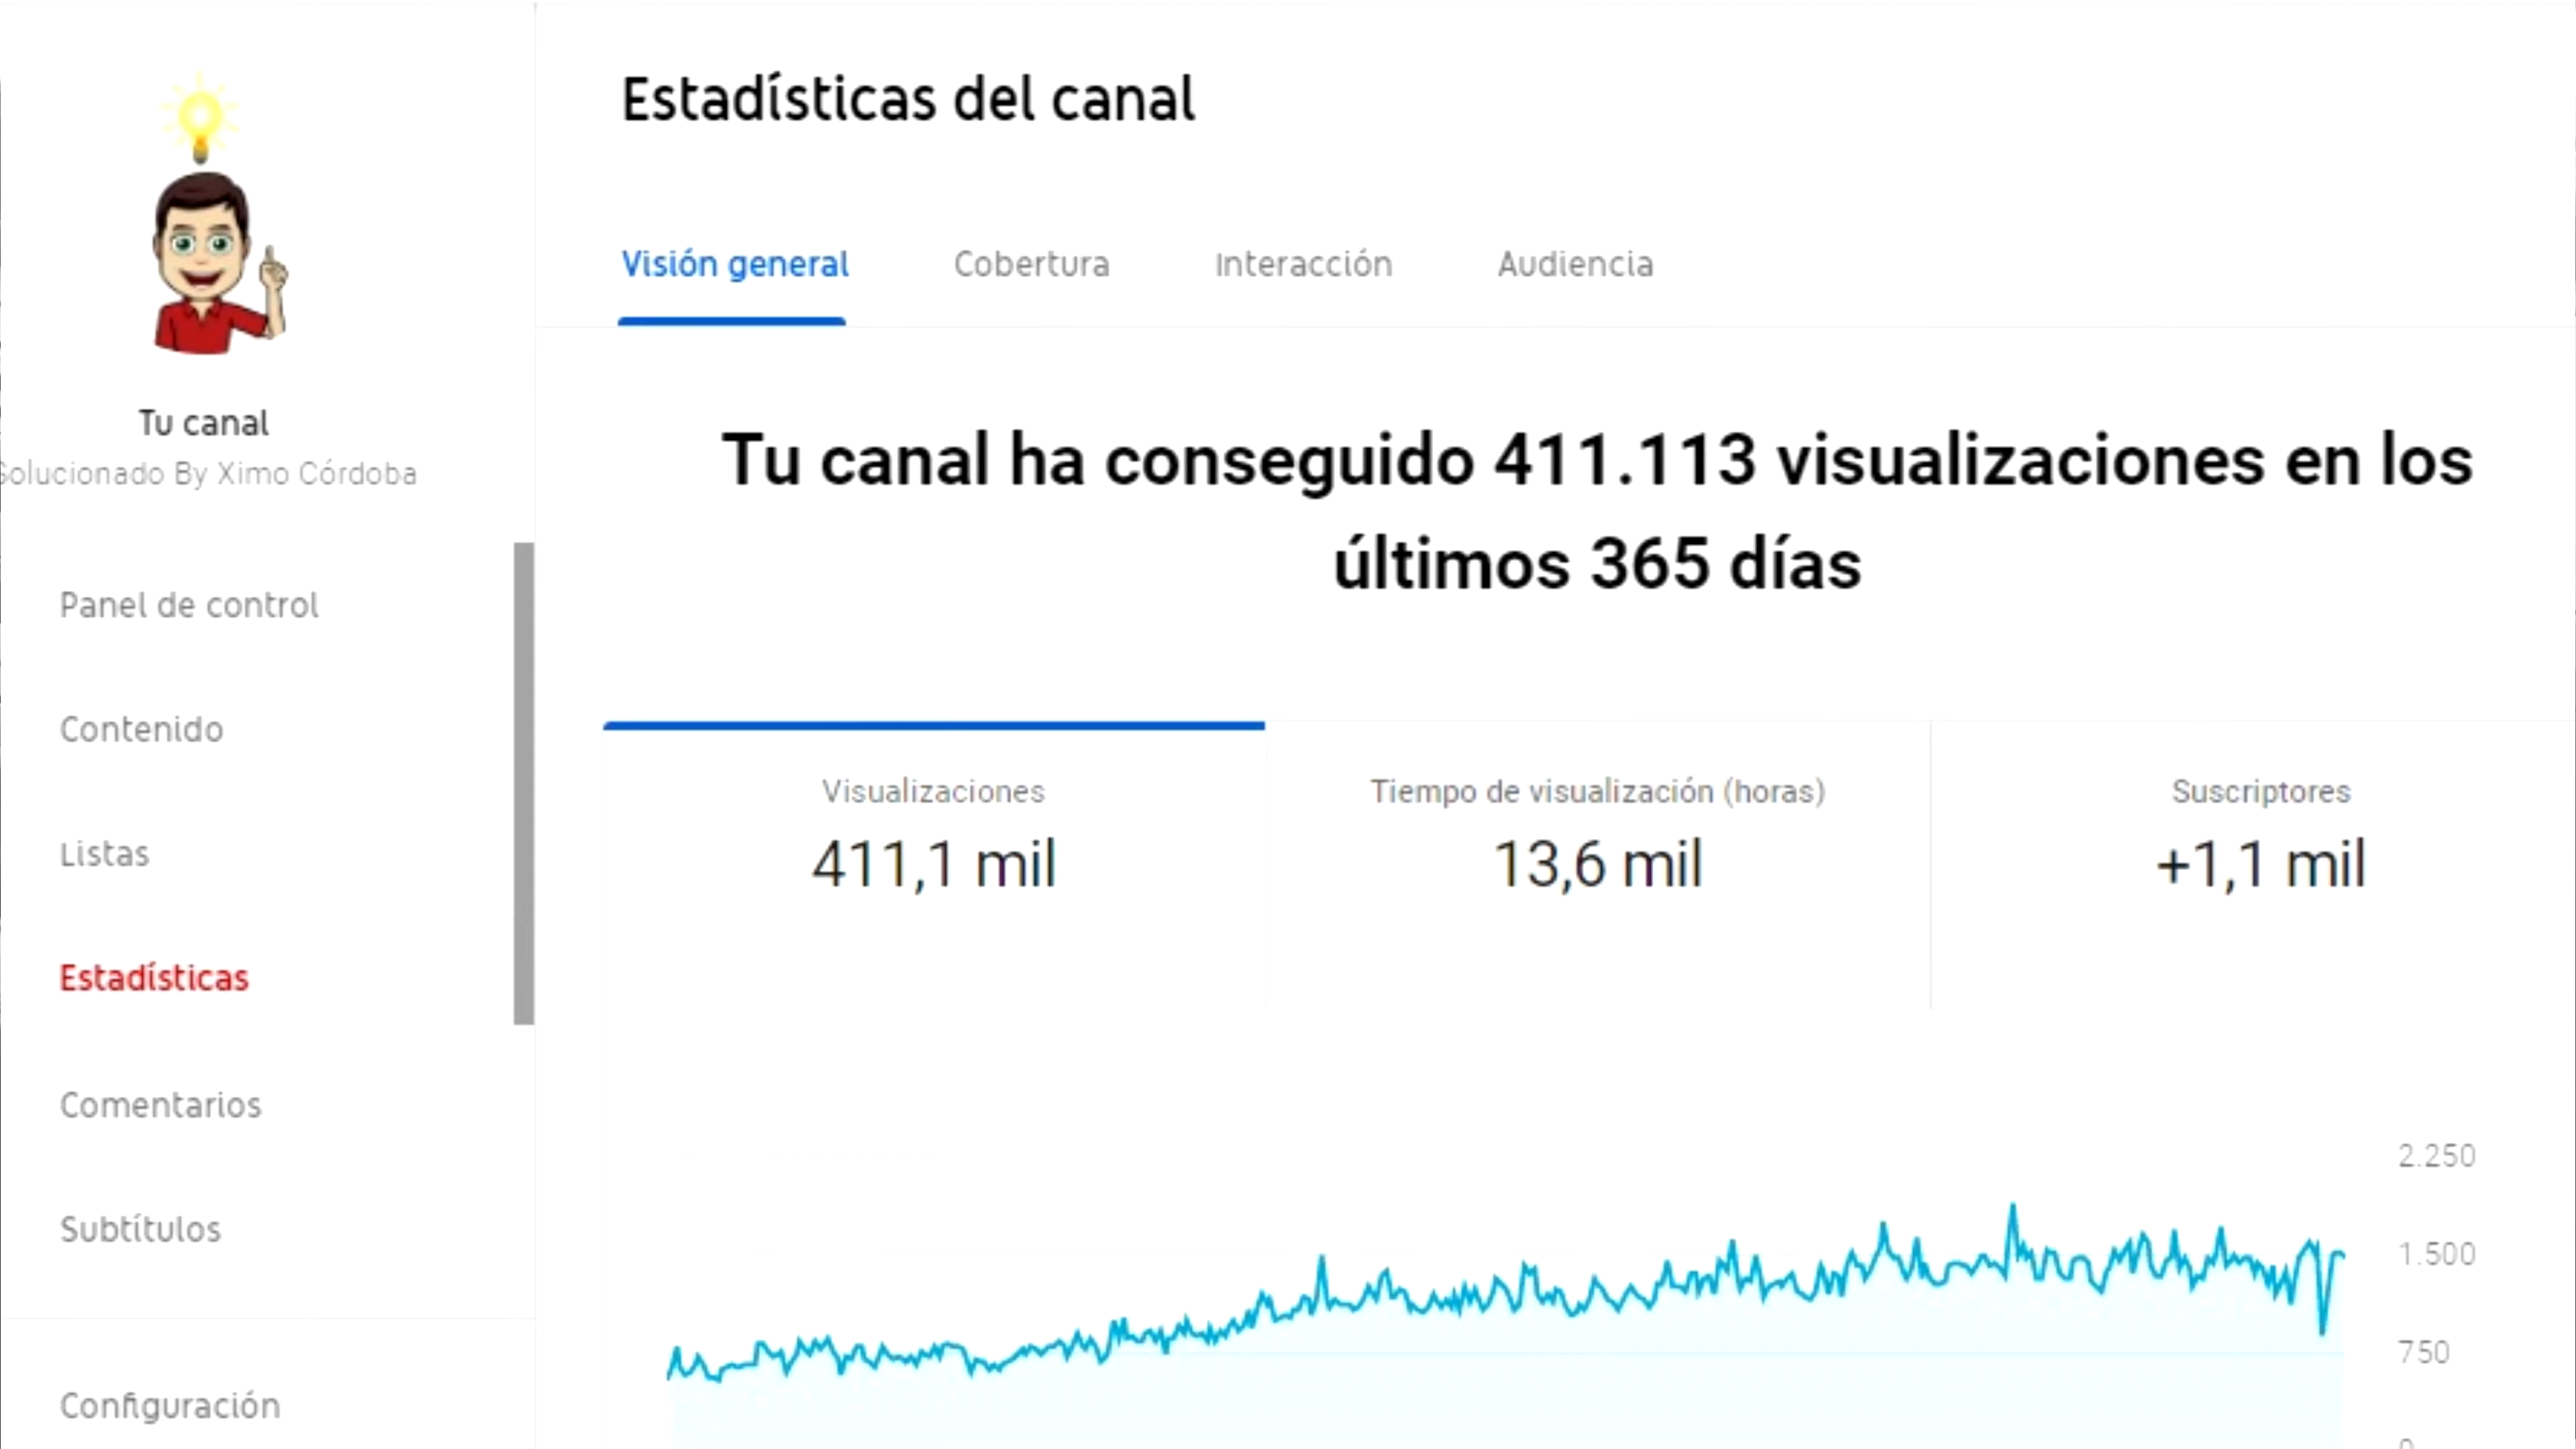 Tu canal
Solucionado By Ximo Córdoba
Panel de control
Contenido
Listas
Estadísticas
Comentarios
Subtítulos
Configuración
Estadísticas del canal
Visión general
Cobertura
Interacción
Audiencia
Tu canal ha conseguido 411.113 visualizaciones en los
últimos 365 días
Visualizaciones
411,1 mil
Tiempo de visualización (horas)
13,6 mil
Suscriptores
+1,1 mil
2.250
1.500
750